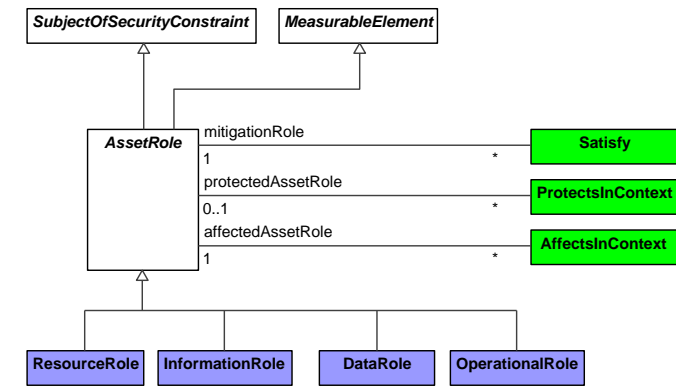 SubjectOfSecurityConstraint
MeasurableElement
AssetRole
mitigationRole
1
*
Satisfy
protectedAssetRole
0..1
*
ProtectsInContext
affectedAssetRole
1
*
AffectsInContext
ResourceRole
InformationRole
DataRole
OperationalRole